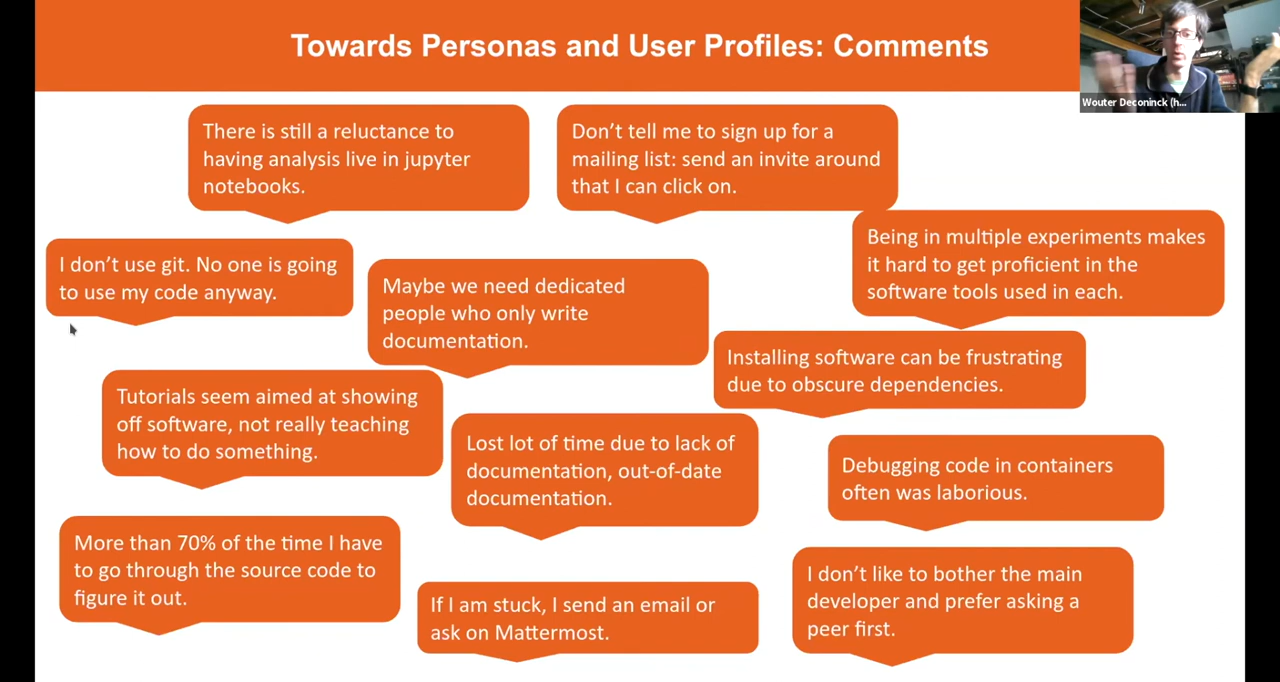 Towards Personas and User Profiles: Comments
Wouter Deconinck (h...
There is still a reluctance to
having analysis live in jupyter
notebooks.
Don't tell me to sign up for a
mailing list: send an invite around
that I can click on.
Being in multiple experiments makes
it hard to get proficient in the
software tools used in each.
I don't use git. No one is going
to use my code anyway.
Maybe we need dedicated
people who only write
documentation.
Installing software can be frustrating
due to obscure dependencies.
Tutorials seem aimed at showing
off software, not really teaching
how to do something.
Lost lot of time due to lack of
documentation, out-of-date
documentation.
Debugging code in containers
often was laborious.
More than 70% of the time I have
to go through the source code to
figure it out.
If I am stuck, I send an email or
ask on Mattermost.
I don't like to bother the main
developer and prefer asking a
peer first.